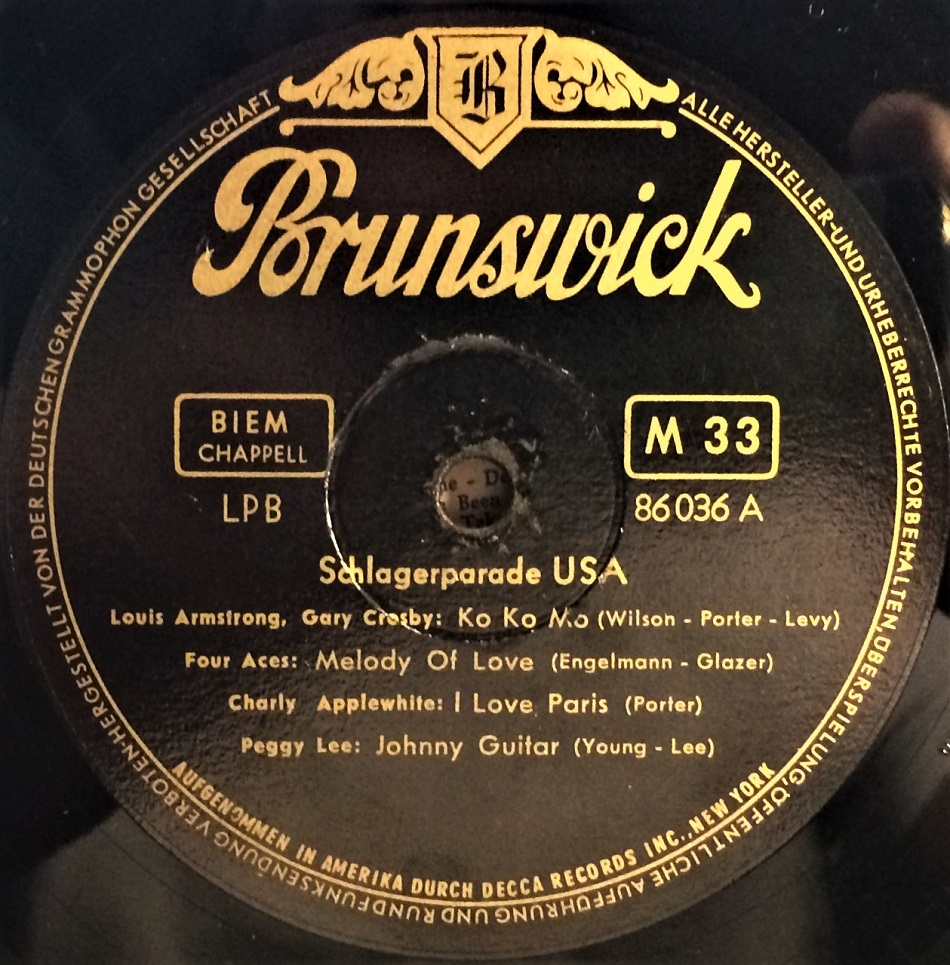 B
Brunswick
BIEM
CHAPPELL
LPB
M 33
86036 A
Schlagerparade USA
Louis Armstrong, Gary Crosby: Ko Ko Mo (Wilson - Porter - Levy)
Four Aces: Melody Of Love (Engelmann - Glazer)
Charly Applewhite: I Love Paris (Porter)
Peggy Lee: Johnny Guitar (Young - Lee)
AUFGENOMMEN IN AMERIKA DURCH DECCA RECORDS INC., NEW YORK
ALLE HERSTELLER-UND URHEBERRECHTE VORBEHALTEN, ÜBERSPIELUNG, ÖFFENTLICHE AUFFÜHRUNG UND RUNDFUNKSENDUNG VERBOTEN-HERGESTELLT VON DER DEUTSCHEN GRAMMOPHON GESELLSCHAFT
Been